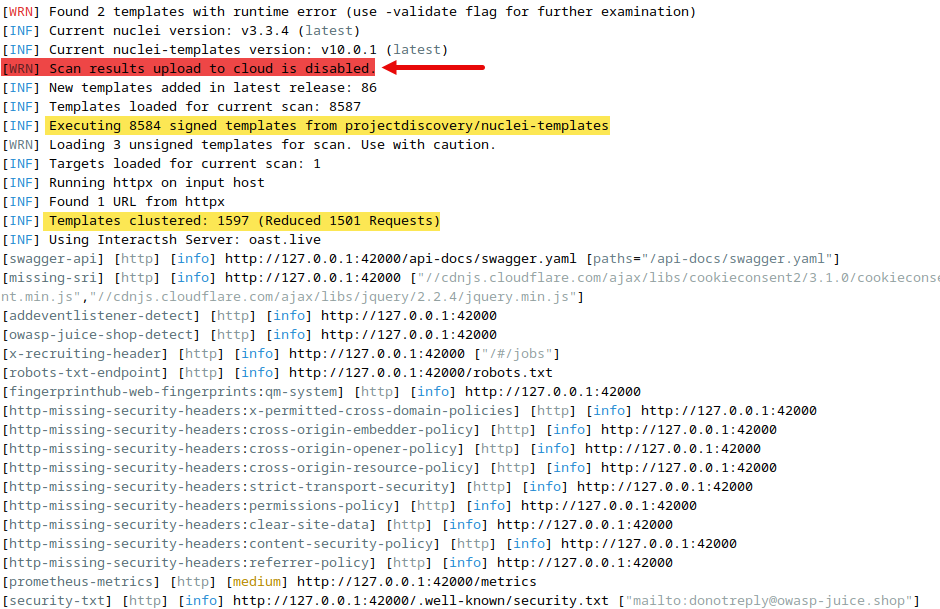 [WRN] Found 2 templates with runtime error (use -validate flag for further examination)
[INF] Current nuclei version: v3.3.4 (latest)
[INF] Current nuclei-templates version: v10.0.1 (latest)
[WRN] Scan results upload to cloud is disabled.
[INF] New templates added in latest release: 86
[INF] Templates loaded for current scan: 8587
[INF] Executing 8584 signed templates from projectdiscovery/nuclei-templates
[WRN] Loading 3 unsigned templates for scan. Use with caution.
[INF] Targets loaded for current scan: 1
[INF] Running httpx on input host
[INF] Found 1 URL from httpx
[INF] Templates clustered: 1597 (Reduced 1501 Requests)
[INF] Using Interactsh Server: oast.live
[swagger-api] [http] [info] http://127.0.0.1:42000/api-docs/swagger.yaml [paths="/api-docs/swagger.yaml"]
[missing-sri] [http] [info] http://127.0.0.1:42000 ["//cdnjs.cloudflare.com/ajax/libs/cookieconsent2/3.1.0/cookieconse
nt.min.js","//cdnjs.cloudflare.com/ajax/libs/jquery/2.2.4/jquery.min.js"]
[addeventlistener-detect] [http] [info] http://127.0.0.1:42000
[owasp-juice-shop-detect] [http] [info] http://127.0.0.1:42000
[x-recruiting-header] [http] [info] http://127.0.0.1:42000 ["/#/jobs"]
[robots-txt-endpoint] [http] [info] http://127.0.0.1:42000/robots.txt
[fingerprinthub-web-fingerprints:qm-system] [http] [info] http://127.0.0.1:42000
[http-missing-security-headers:x-permitted-cross-domain-policies] [http] [info] http://127.0.0.1:42000
[http-missing-security-headers:cross-origin-embedder-policy] [http] [info] http://127.0.0.1:42000
[http-missing-security-headers:cross-origin-opener-policy] [http] [info] http://127.0.0.1:42000
[http-missing-security-headers:cross-origin-resource-policy] [http] [info] http://127.0.0.1:42000
[http-missing-security-headers:strict-transport-security] [http] [info] http://127.0.0.1:42000
[http-missing-security-headers:permissions-policy] [http] [info] http://127.0.0.1:42000
[http-missing-security-headers:clear-site-data] [http] [info] http://127.0.0.1:42000
[http-missing-security-headers:content-security-policy] [http] [info] http://127.0.0.1:42000
[http-missing-security-headers:referrer-policy] [http] [info] http://127.0.0.1:42000
[prometheus-metrics] [http] [medium] http://127.0.0.1:42000/metrics
[security-txt] [http] [info] http://127.0.0.1:42000/.well-known/security.txt ["mailto:donotreply@owasp-juice.shop"]